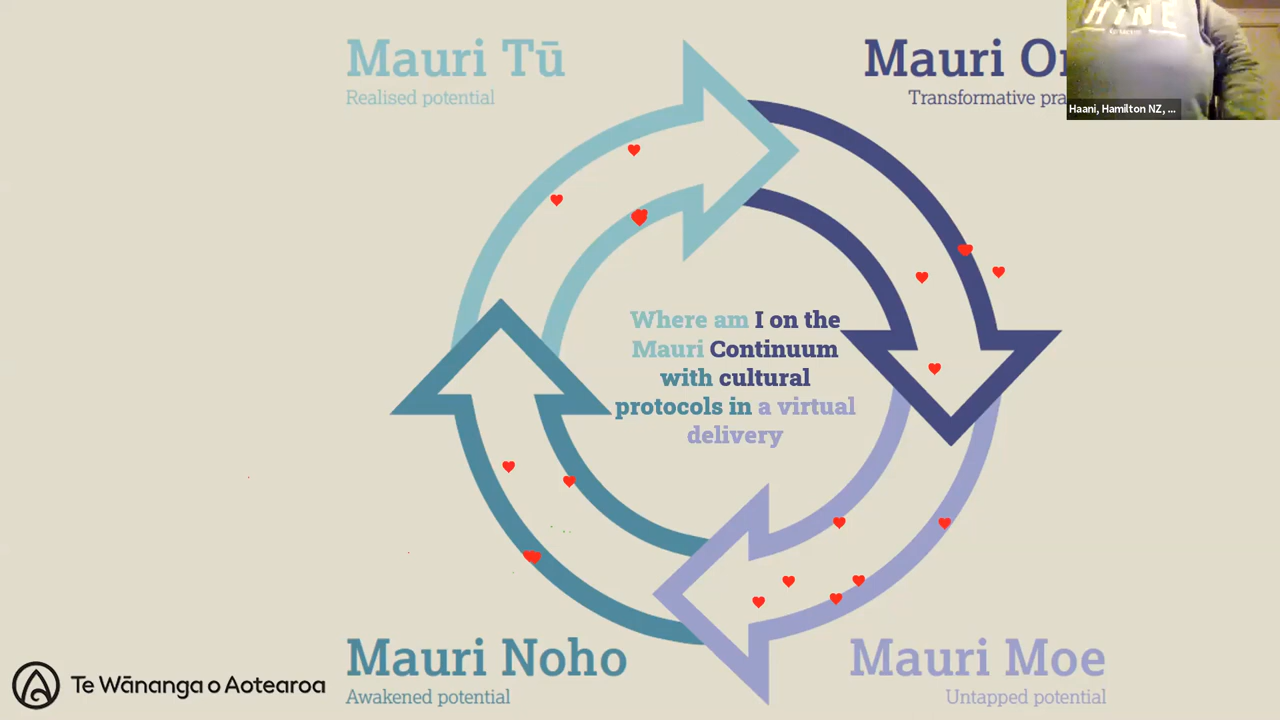 Mauri Tū
Realised potential
Mauri
Transformative
HINE
Haani, Hamilton NZ, ...
Where am I on the
Mauri Continuum
with cultural
protocols in a virtual
delivery
Mauri Noho
Awakened potential
Mauri Moe
Untapped potential
Te Wānanga o Aotearoa